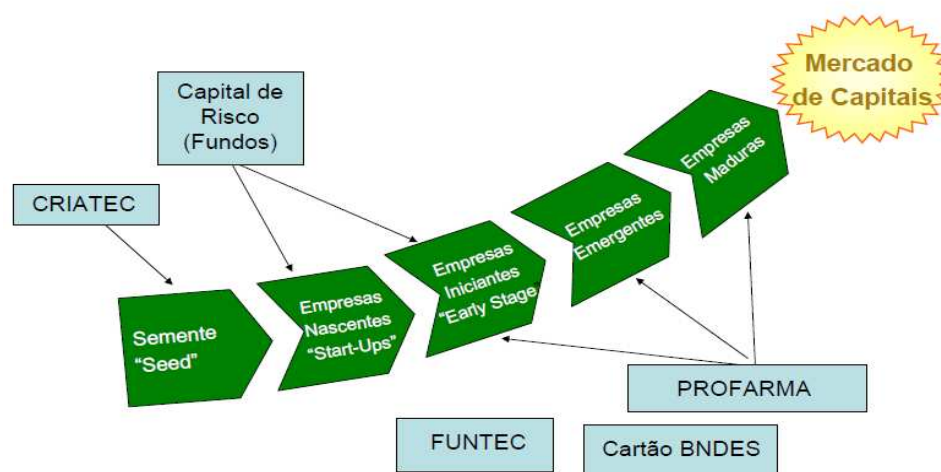 Mercado
de Capitais
Capital de
Risco
(Fundos)
CRIATEC
Semente
“Seed”
Empresas
Nascentes
“Start-Ups”
Empresas
Iniciantes
“Early Stage
Empresas
Emergentes
Empresas
Maduras
PROFARMA
FUNTEC
Cartão BNDES